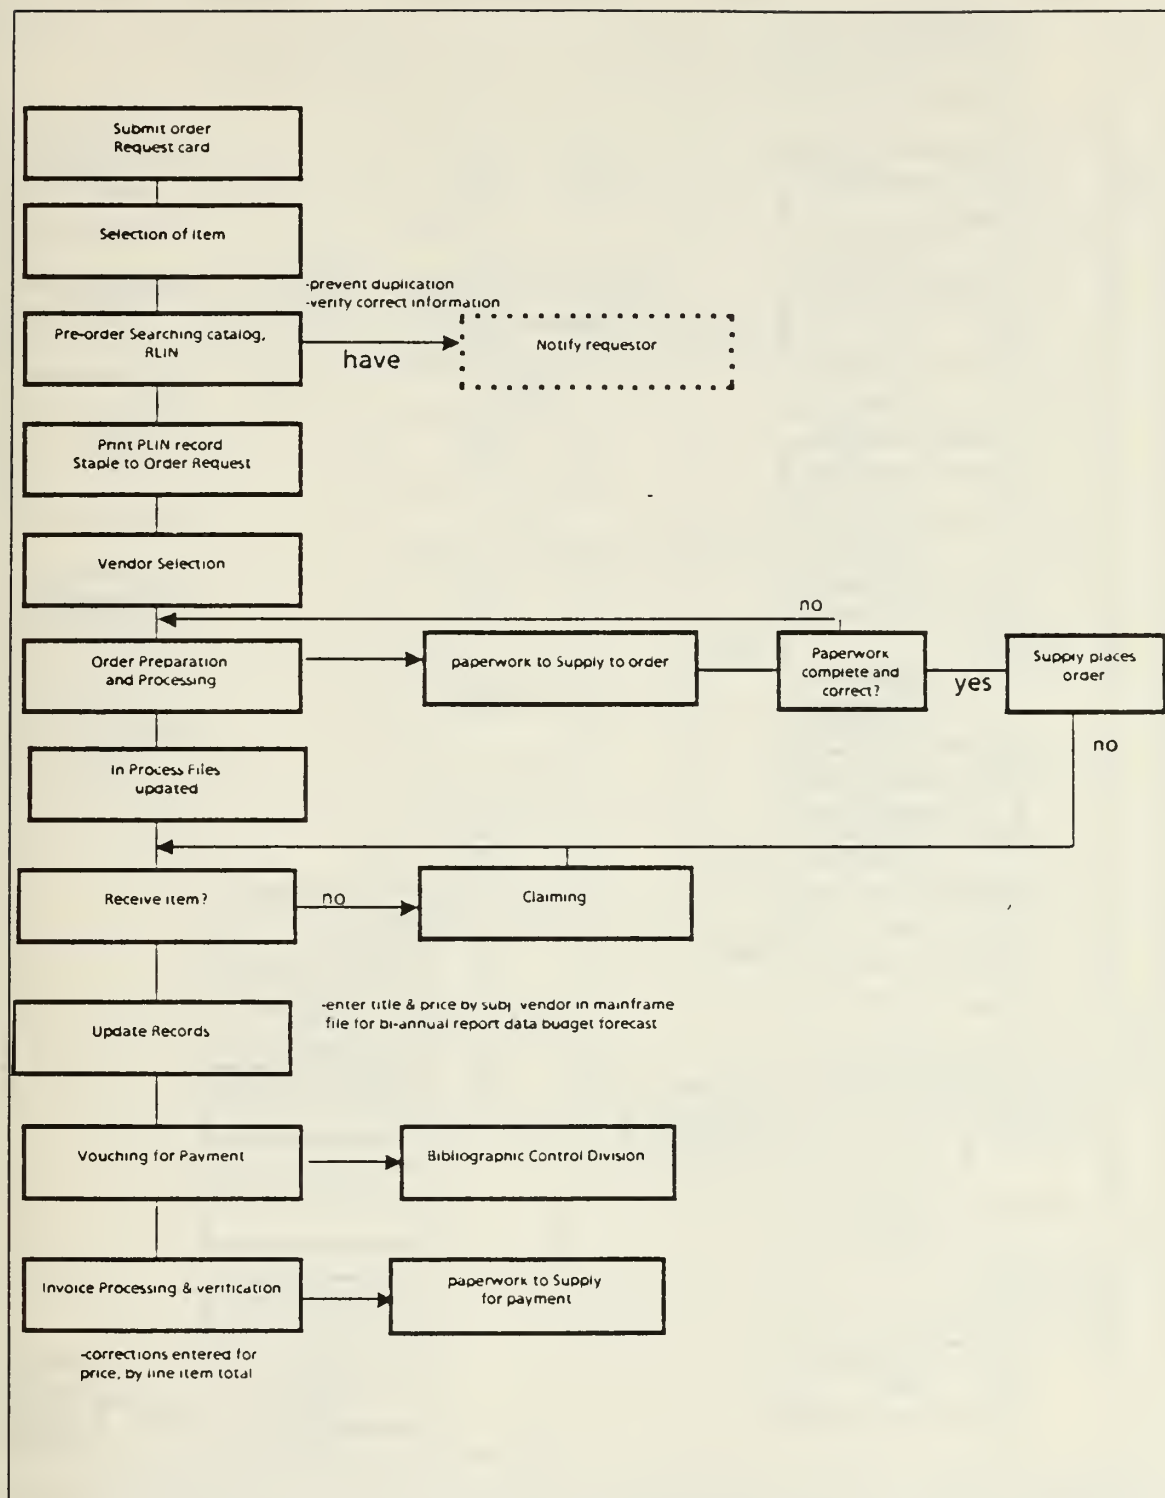 Submit order
Request card
Selection of item
-prevent duplication
-verify correct information
Pre-order Searching catalog,
RLIN
have
Notify requestor
Print PLIN record
Staple to Order Request
Vendor Selection
no
Order Preparation
and Processing
paperwork to Supply to order
Paperwork
complete and
correct?
yes
Supply places
order
no
In Process Files
updated
Receive item?
no
Claiming
-enter title & price by subj. vendor in mainframe
file for bi-annual report data budget forecast
Update Records
Vouching for Payment
Bibliographic Control Division
Invoice Processing & verification
paperwork to Supply
for payment
-corrections entered for
price, by line item total